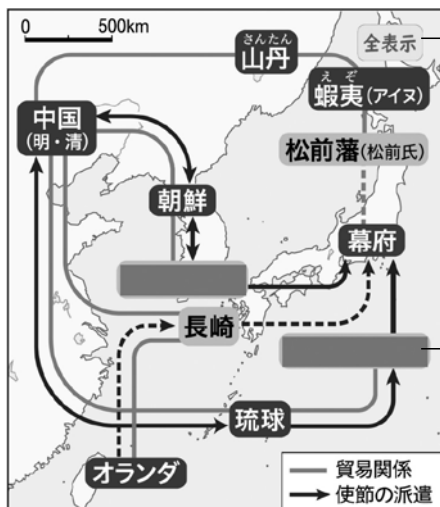 0 500km
全表示
さんたん
山丹
えぞ
蝦夷(アイヌ)
中国
(明・清)
松前藩(松前氏)
朝鮮
幕府
長崎
琉球
オランダ
貿易関係
使節の派遣